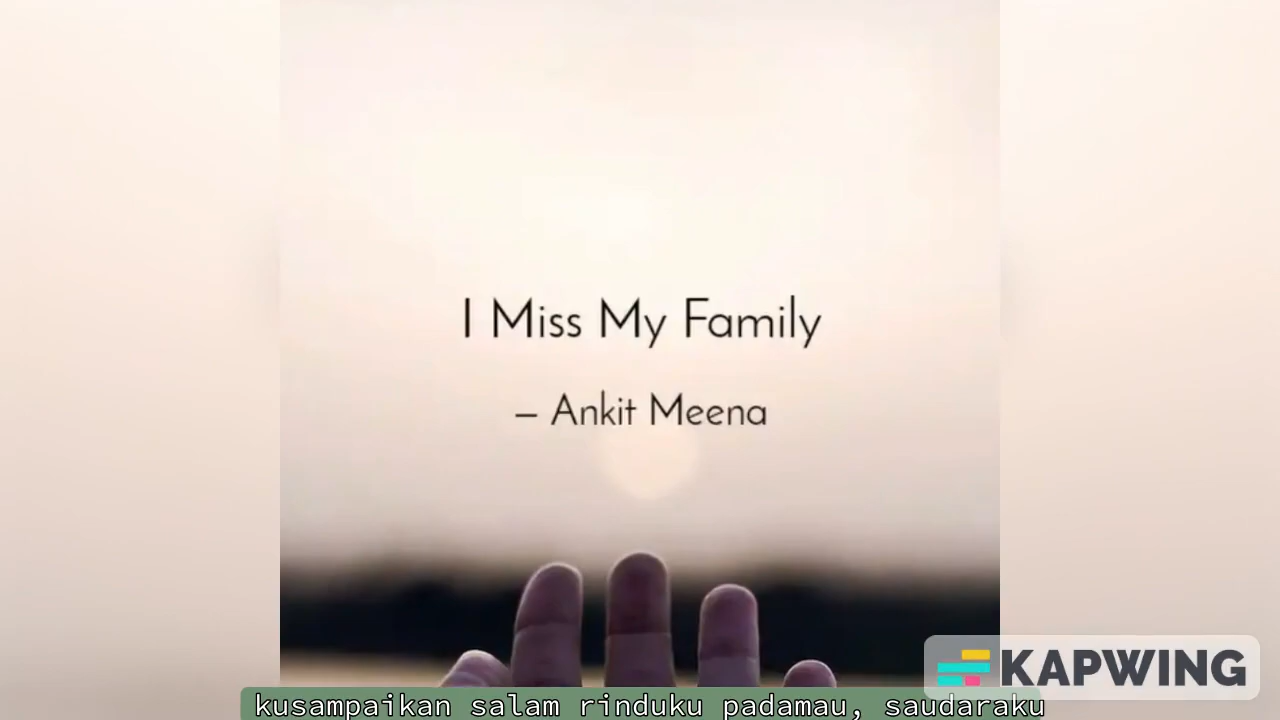 I Miss My Family
– Ankit Meena
KAPWING
kusampaikan salam rinduku padamau, saudaraku